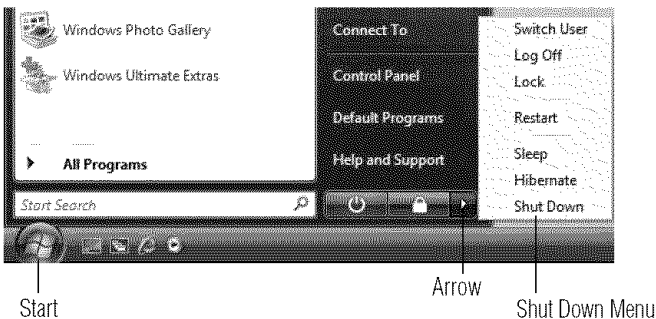 Windows Photo Gallery
Windows Ultimate Extras
All Programs
Start Search
Connect To
Control Panel
Default Programs
Help and Support
Switch User
Log Off
Lock
Restart
Sleep
Hibernate
Shut Down
Start
Arrow
Shut Down Menu